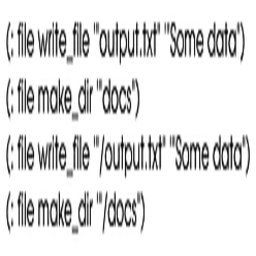 (: file write_file "output.txt" "Some data")
(: file make_dir "docs")
(: file write_file "/output.txt" "Some data")
(: file make_dir "/docs")